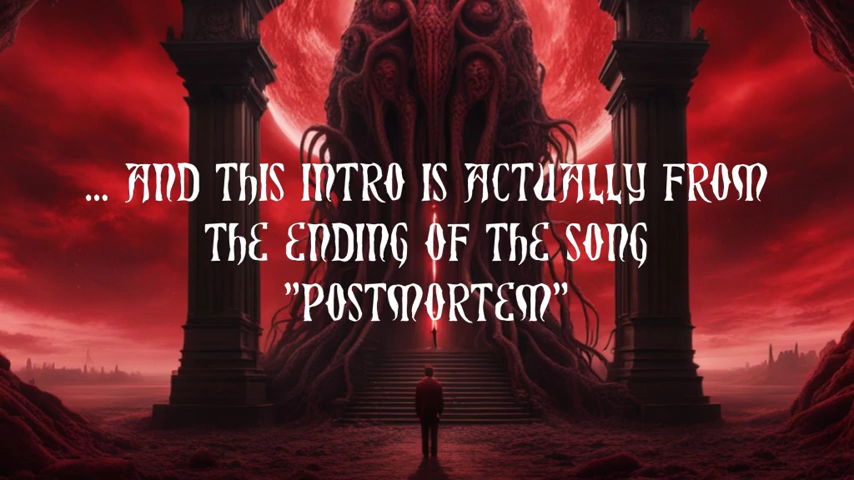 ... AND THIS INTRO IS ACTUALLY FROM
THE ENDING OF THE SONG
"POSTMORTEM"